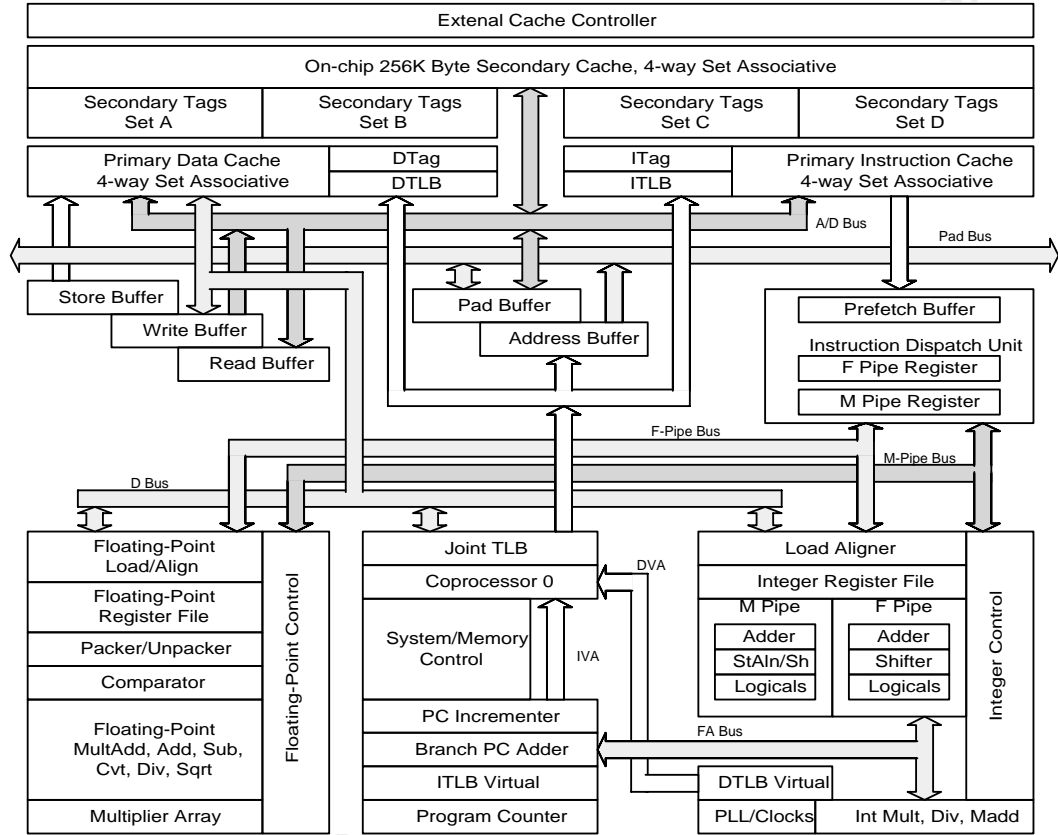 Extenal Cache Controller
On-chip 256K Byte Secondary Cache, 4-way Set Associative
Secondary Tags
Set A
Secondary Tags
Set B
Secondary Tags
Set C
Secondary Tags
Set D
Primary Data Cache
4-way Set Associative
DTag
DTLB
ITag
ITLB
Primary Instruction Cache
4-way Set Associative
A/D Bus
Pad Bus
Store Buffer
Write Buffer
Read Buffer
Pad Buffer
Address Buffer
Prefetch Buffer
Instruction Dispatch Unit
F Pipe Register
M Pipe Register
F-Pipe Bus
M-Pipe Bus
D Bus
Floating-Point
Load/Align
Floating-Point
Register File
Packer/Unpacker
Comparator
Floating-Point
MultAdd, Add, Sub,
Cvt, Div, Sqrt
Multiplier Array
Floating-Point Control
Joint TLB
Coprocessor 0
System/Memory
Control
IVA
DVA
PC Incrementer
Branch PC Adder
ITLB Virtual
Program Counter
FA Bus
Load Aligner
Integer Register File
M Pipe
Adder
StAln/Sh
Logicals
F Pipe
Adder
Shifter
Logicals
Integer Control
DTLB Virtual
PLL/Clocks
Int Mult, Div, Madd